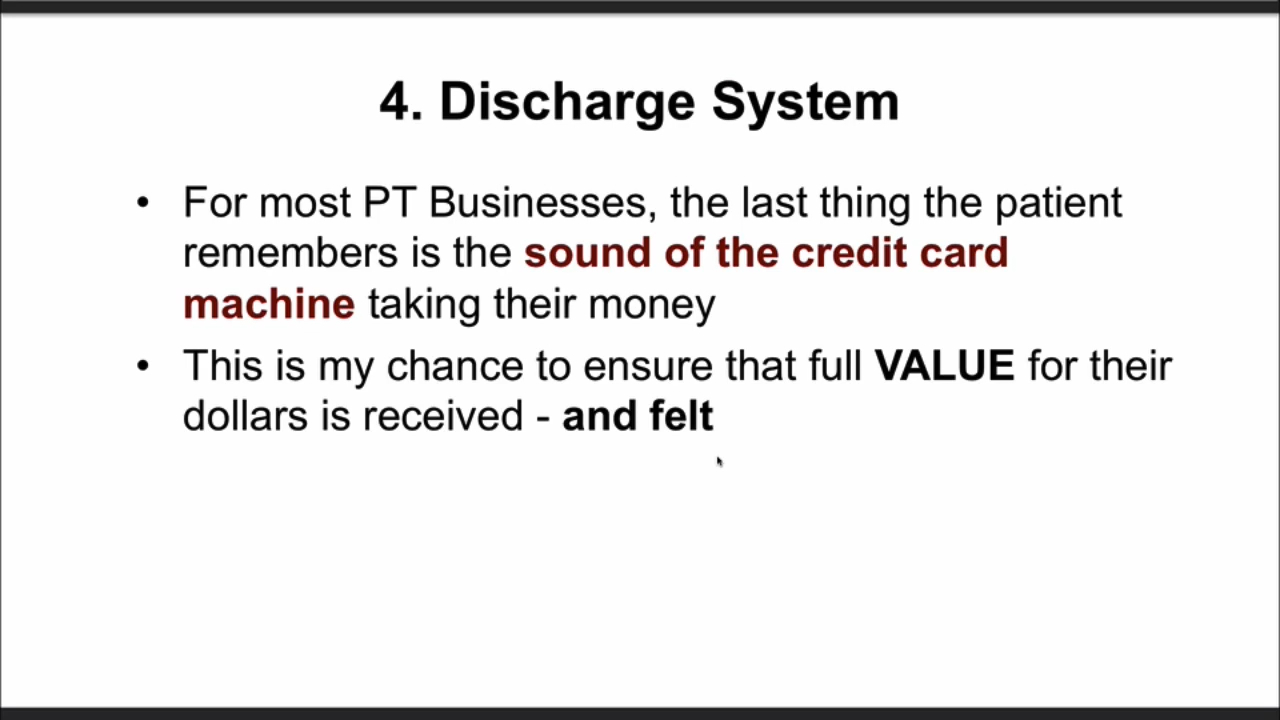 4. Discharge System
• For most PT Businesses, the last thing the patient
remembers is the sound of the credit card
machine taking their money
• This is my chance to ensure that full VALUE for their
dollars is received - and felt